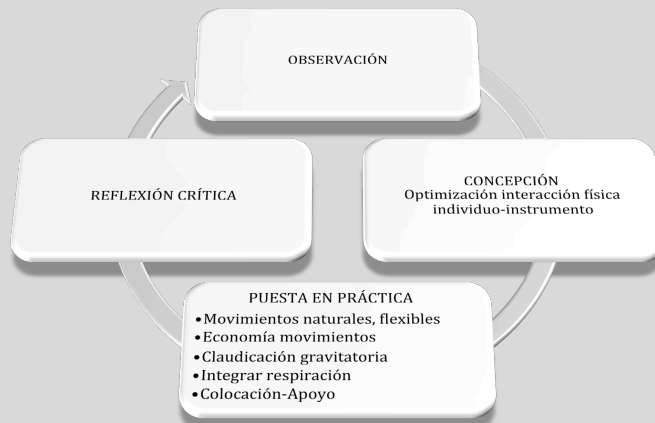 OBSERVACIÓN
CONCEPCIÓN
Optimización interacción física
individuo-instrumento
PUESTA EN PRÁCTICA
•Movimientos naturales, flexibles
•Economía movimientos
•Claudicación gravitatoria
•Integrar respiración
•Colocación-Apoyo
REFLEXIÓN CRÍTICA